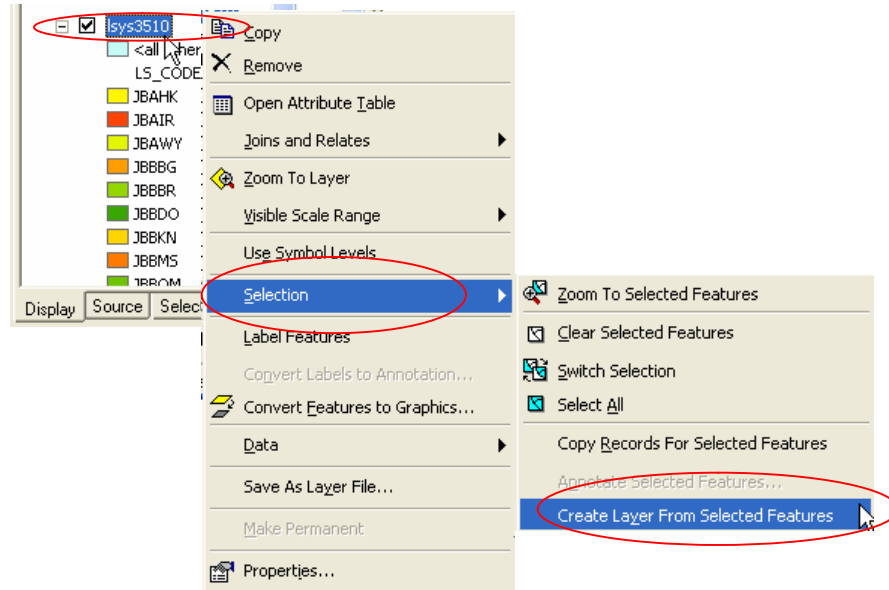 sys3510
<all
LS_CODE
JBAHK
JBAIR
JBAWY
JBBBG
JBBBR
JBBDO
JBBKN
JBBMS
JBBOM
Display Source Selec
Copy
Remove
Open Attribute Table
Joins and Relates
Zoom To Layer
Visible Scale Range
Use Symbol Levels
Selection
Label Features
Convert Labels to Annotation...
Convert Features to Graphics...
Data
Save As Layer File...
Make Permanent
Properties...
Zoom To Selected Features
Clear Selected Features
Switch Selection
Select All
Copy Records For Selected Features
Annotate Selected Features...
Create Layer From Selected Features